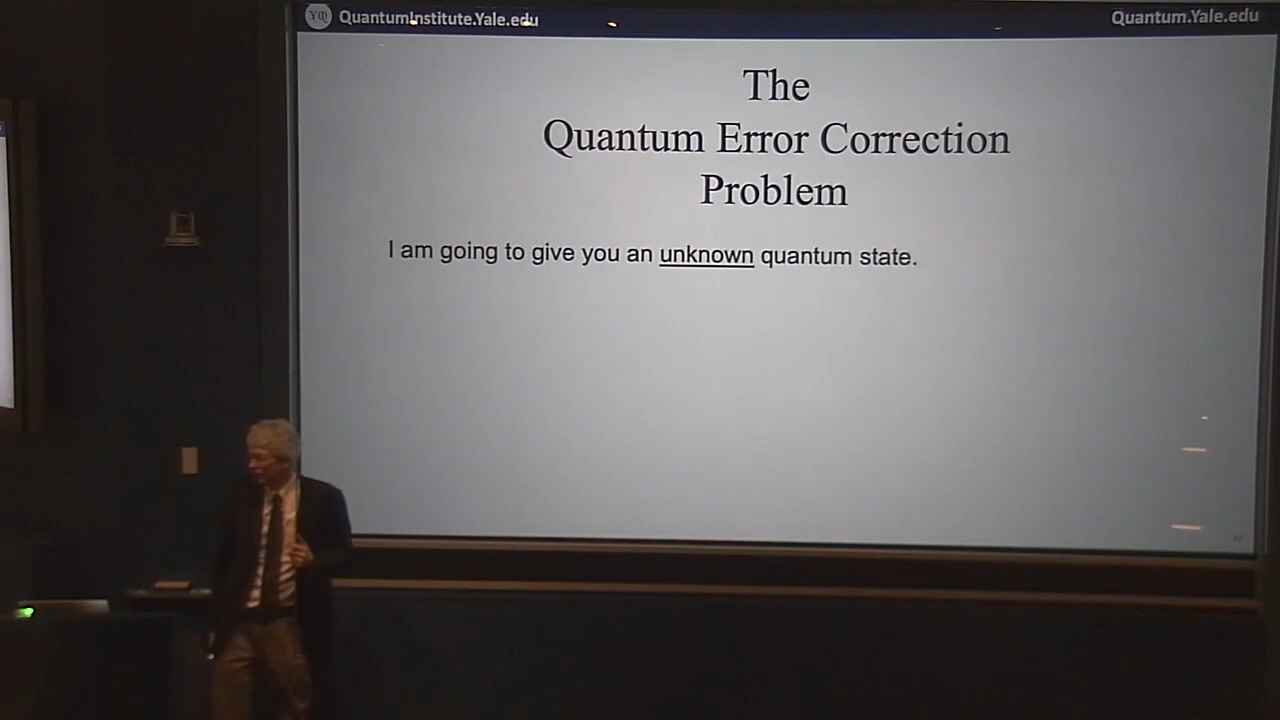 YQ QuantumInstitute.Yale.edu
Quantum.Yale.edu
The
Quantum Error Correction
Problem
I am going to give you an unknown quantum state.